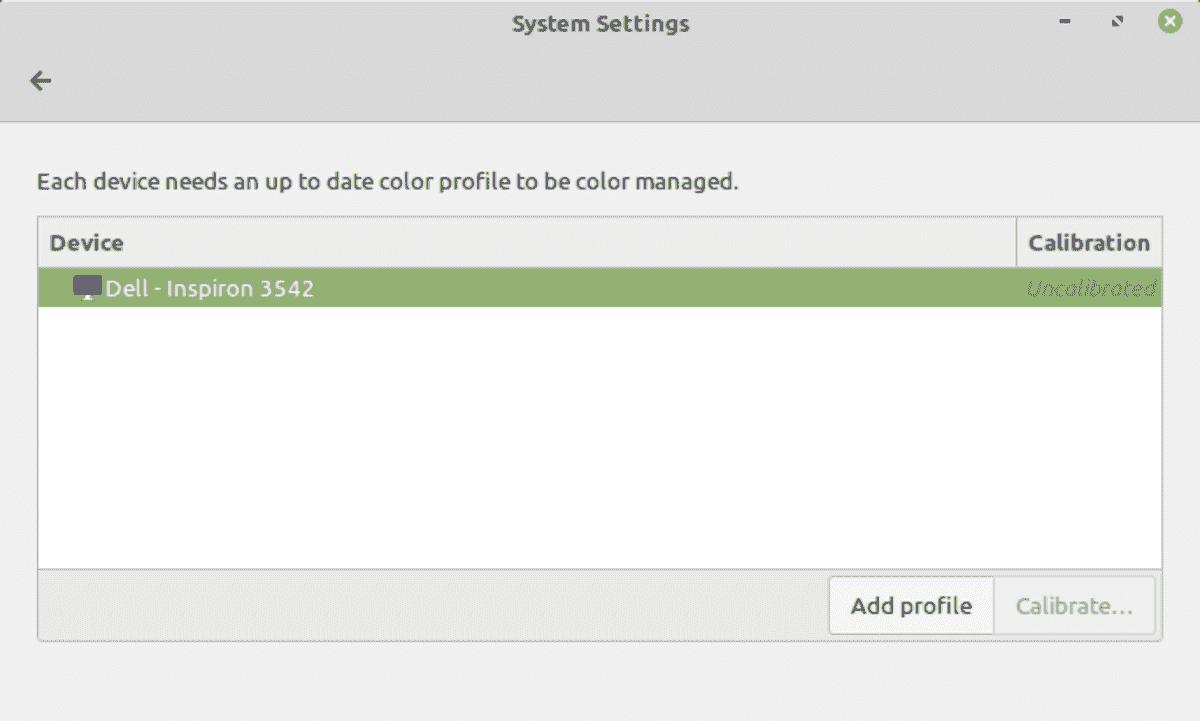 System Settings
Each device needs an up to date color profile to be color managed.
Device Calibration
Dell - Inspiron 3542 Uncalibrated
Add profile Calibrate...